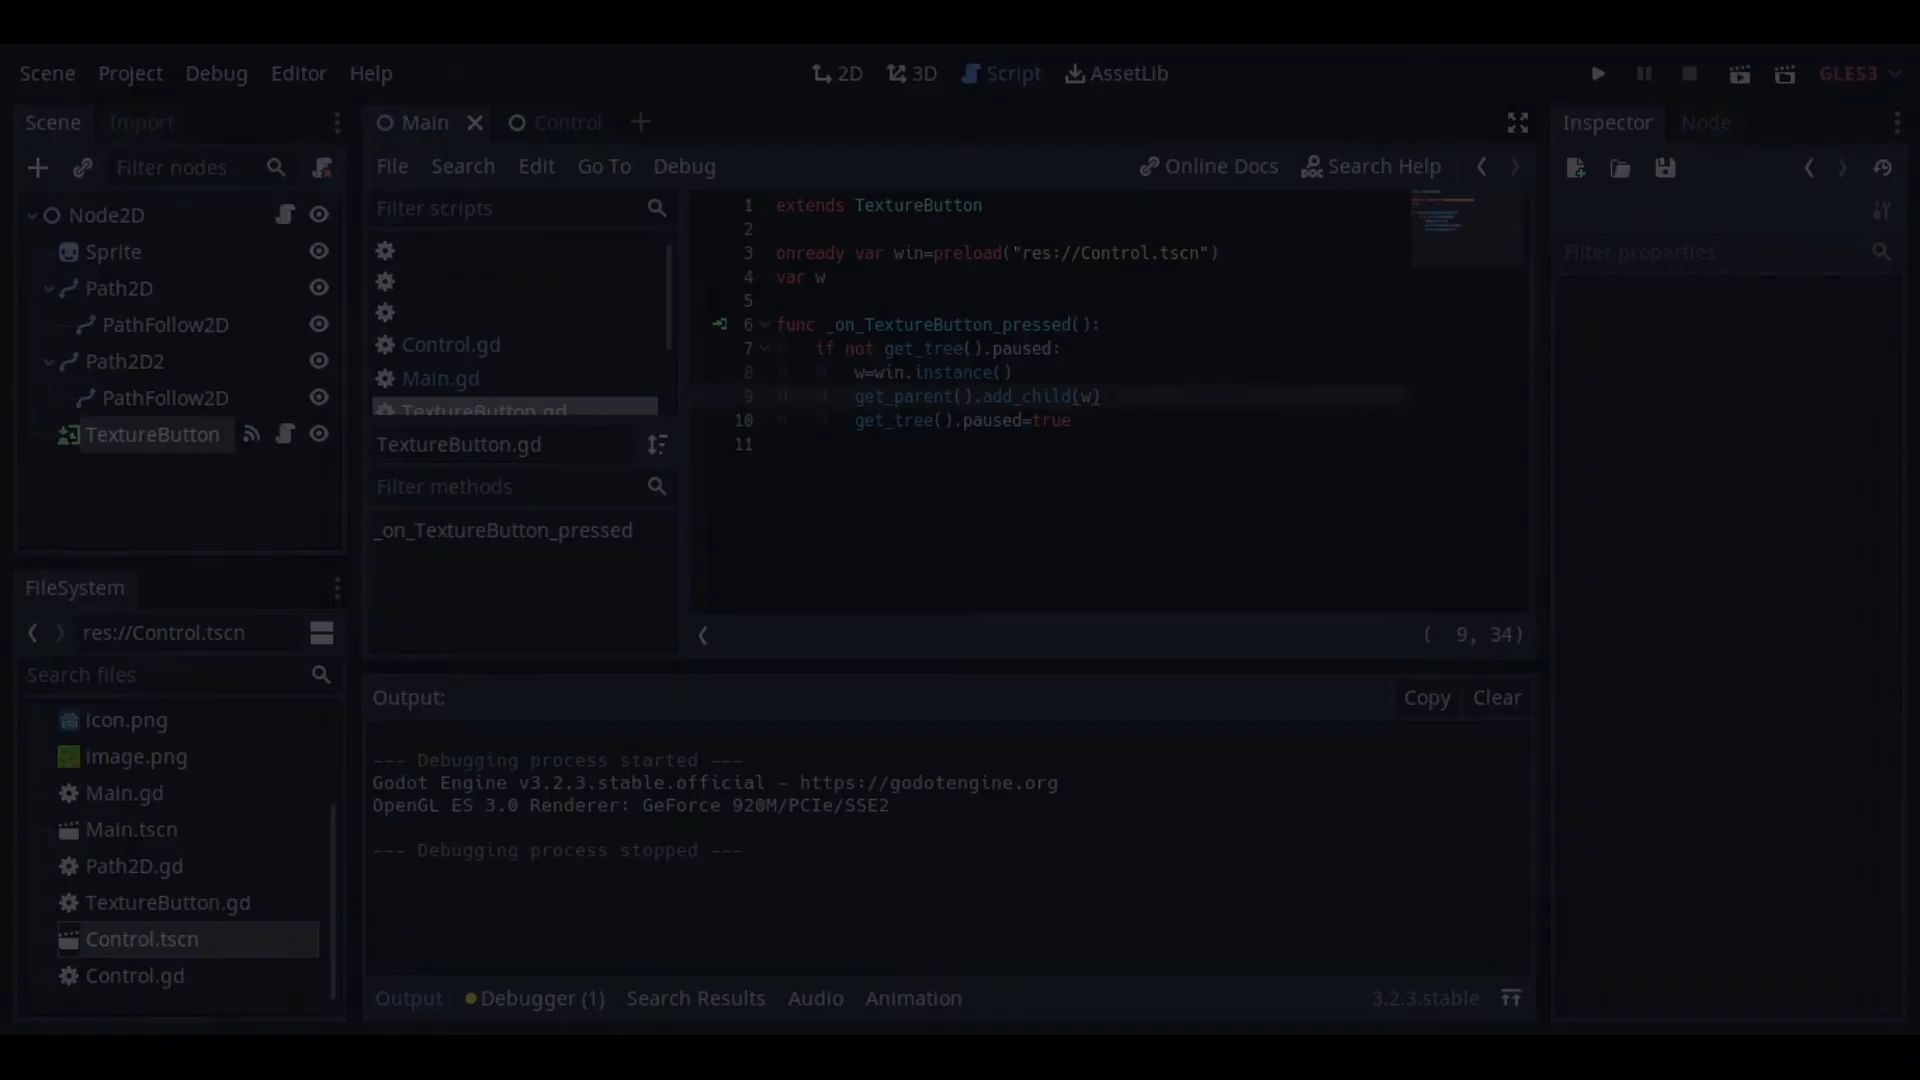 Scene Project Debug Editor Help
2D 3D Script AssetLib
GLES3
Scene Import
Filter nodes
Node2D
Sprite
Path2D
PathFollow2D
Path2D2
PathFollow2D
TextureButton
FileSystem
res://Control.tscn
Search files
icon.png
image.png
Main.gd
Main.tscn
Path2D.gd
TextureButton.gd
Control.tscn
Control.gd
Main Control
File Search Edit Go To Debug
Online Docs Search Help
Filter scripts
Control.gd
Main.gd
TextureButton.gd
TextureButton.gd
Filter methods
_on_TextureButton_pressed
1 extends TextureButton
2
3 onready var win=preload("res://Control.tscn")
4 var w
5
6 func _on_TextureButton_pressed():
7 if not get_tree().paused:
8 w=win.instance()
9 get_parent().add_child(w)
10 get_tree().paused=true
11
( 9, 34)
Output:
Copy Clear
--- Debugging process started ---
Godot Engine v3.2.3.stable.official - https://godotengine.org
OpenGL ES 3.0 Renderer: GeForce 920M/PCIe/SSE2
--- Debugging process stopped ---
Output Debugger (1) Search Results Audio Animation
3.2.3.stable
Inspector Node
Filter properties